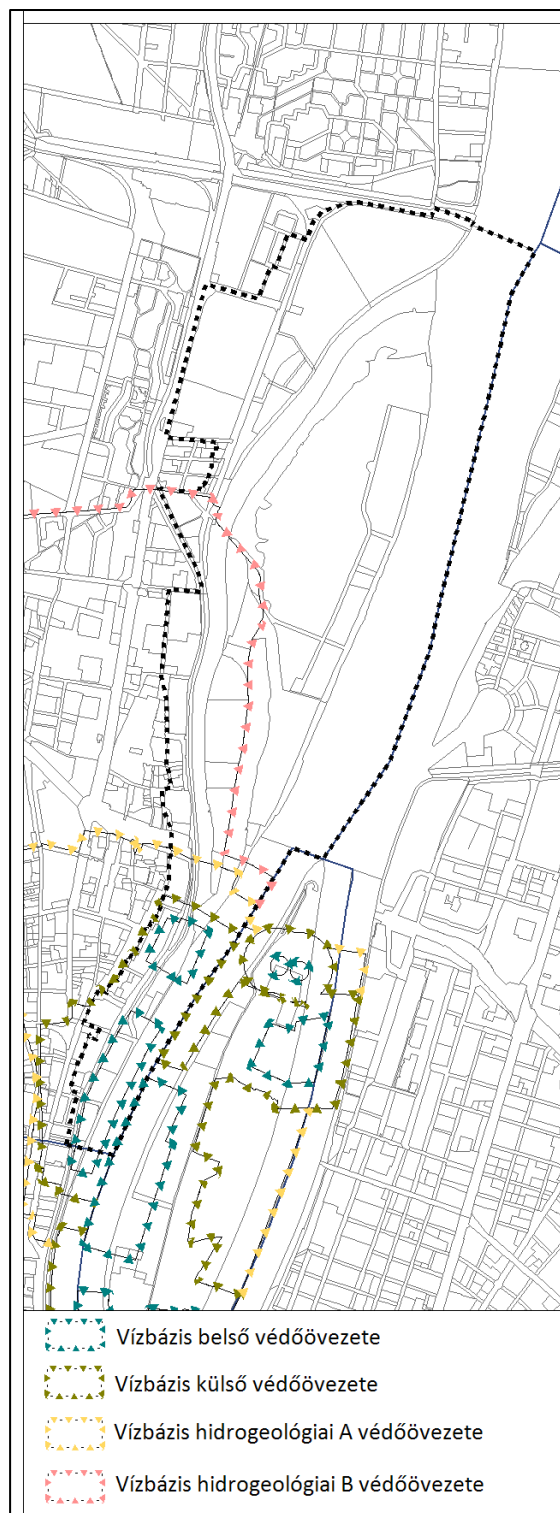 Vízbázis belső védőövezete
Vízbázis külső védőövezete
Vízbázis hidrogeológiai A védőövezete
Vízbázis hidrogeológiai B védőövezete